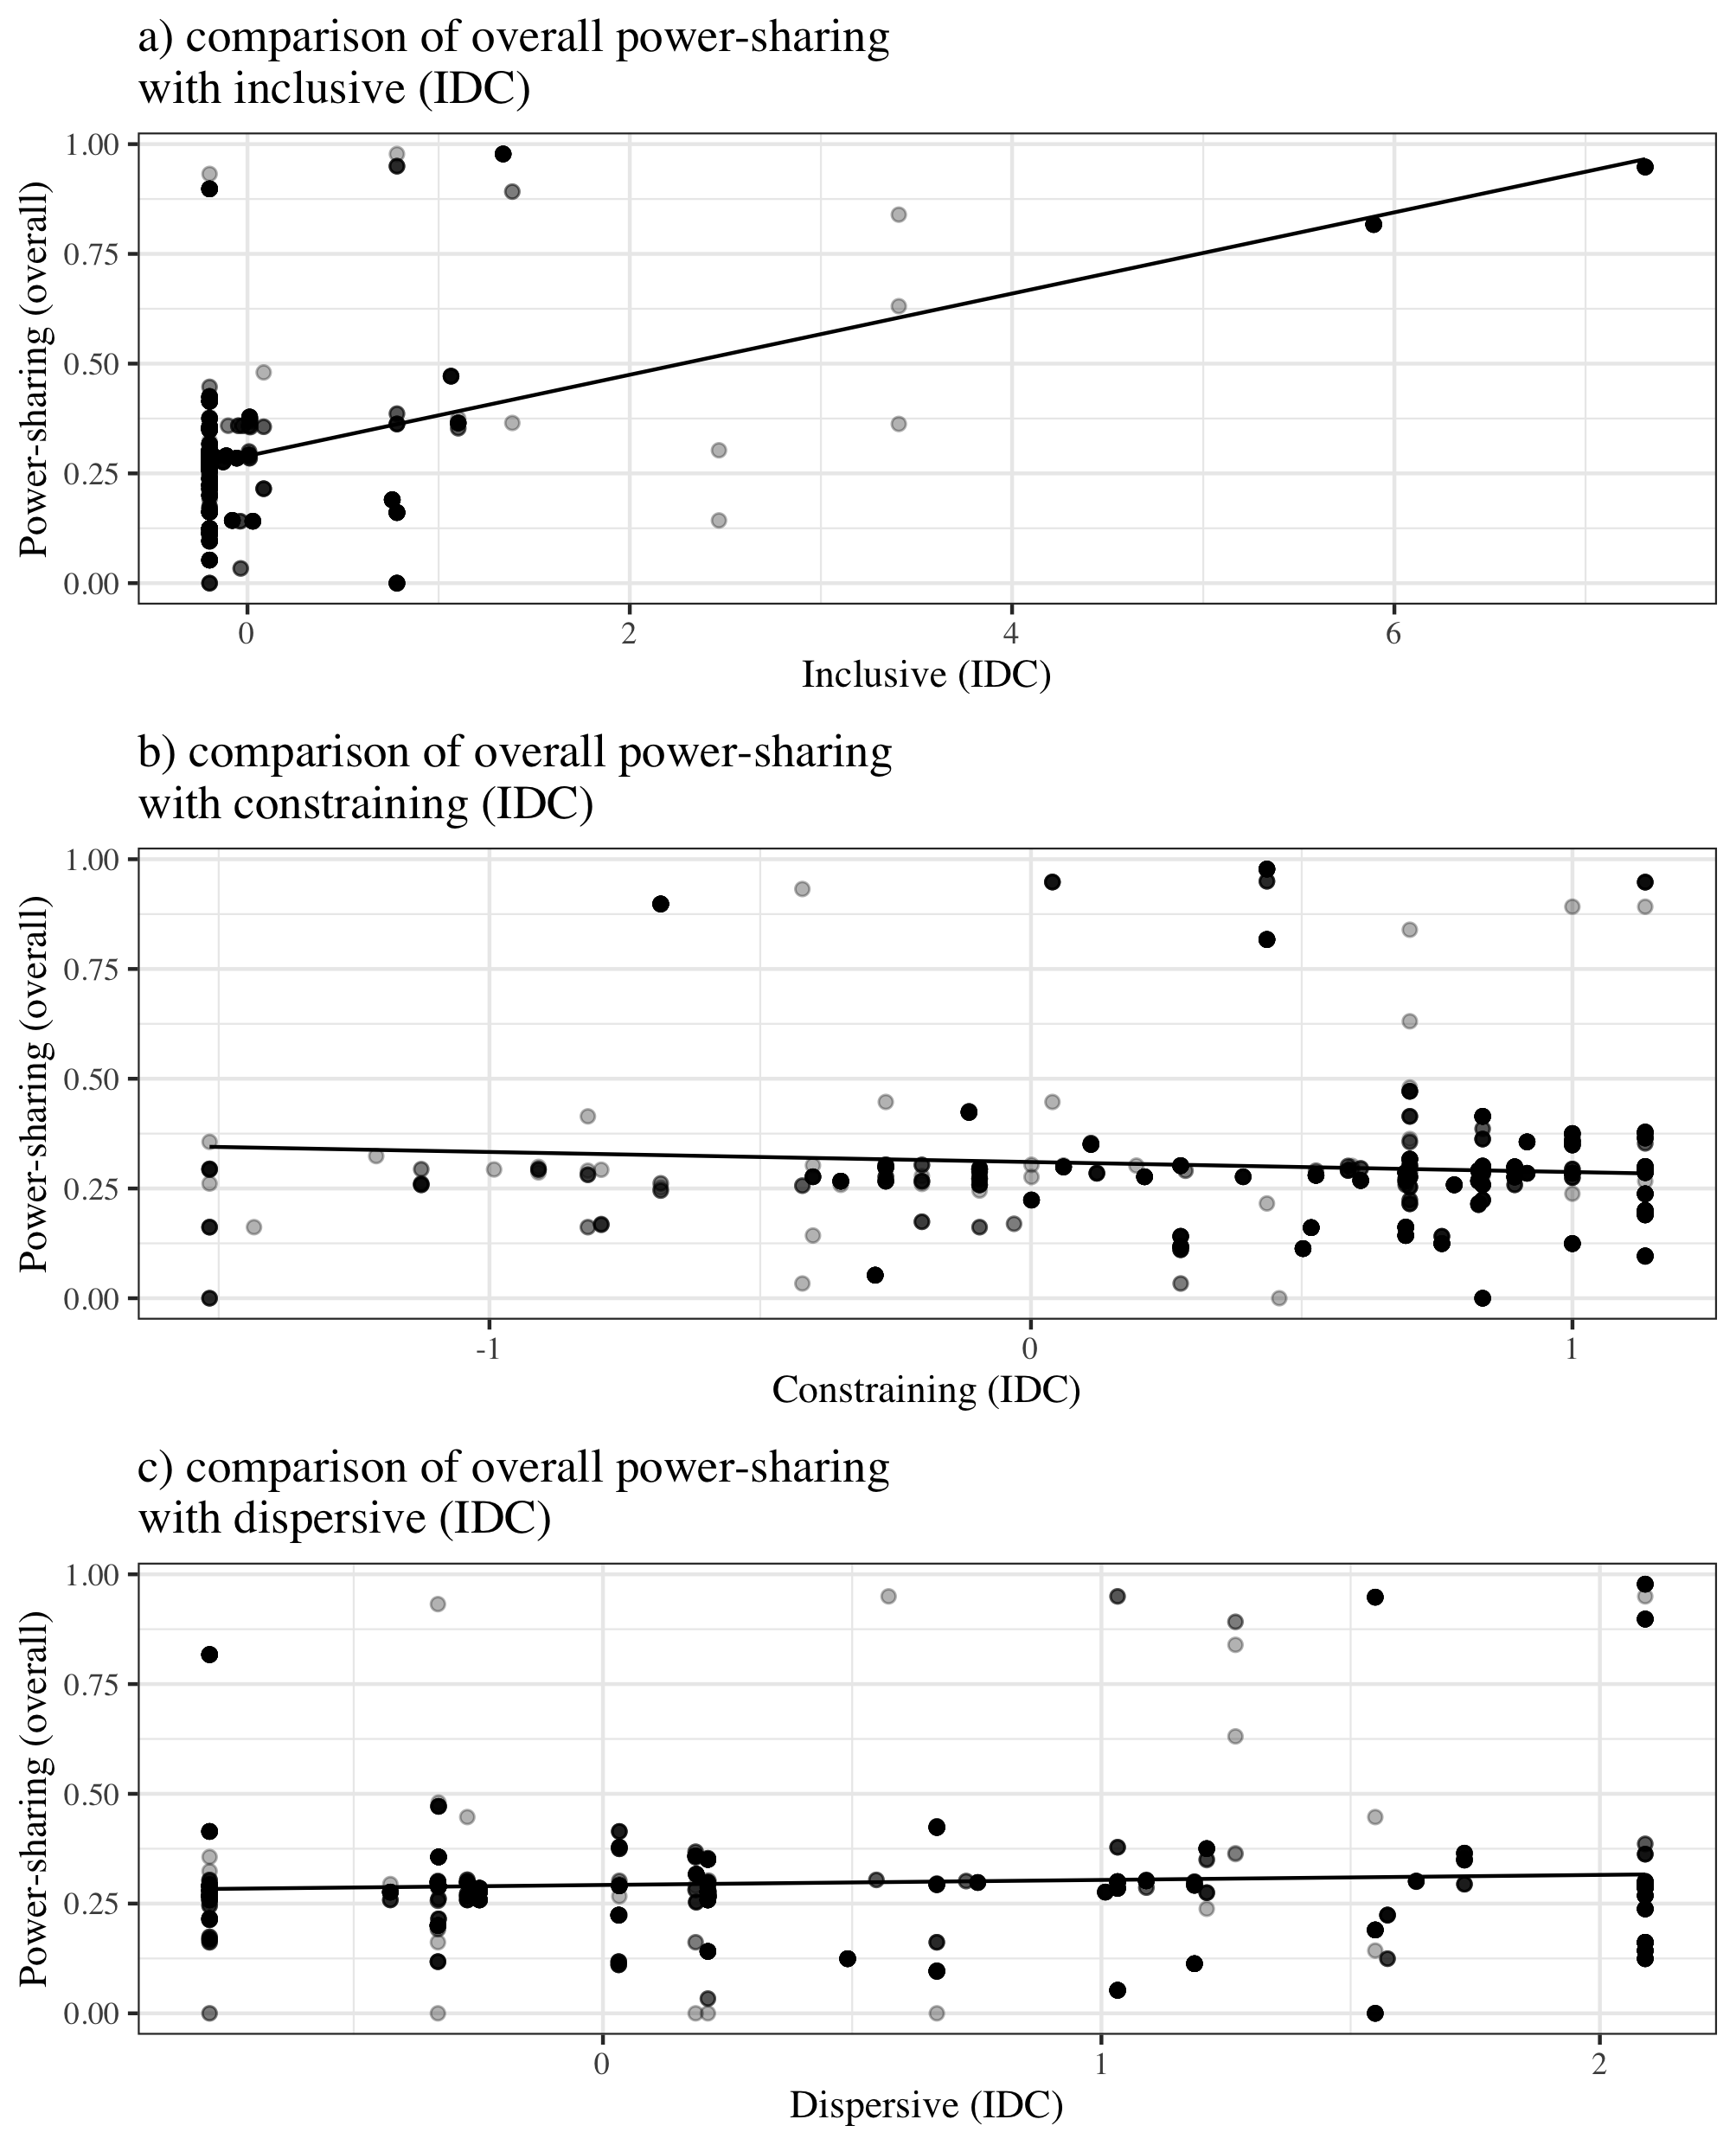 a) comparison of overall power-sharing
with inclusive (IDC)
1.00
0.75
0.50
0.25
0.00
Power-sharing (overall)
0 2 4 6
Inclusive (IDC)
b) comparison of overall power-sharing
with constraining (IDC)
1.00
0.75
0.50
0.25
0.00
Power-sharing (overall)
-1 0 1
Constraining (IDC)
c) comparison of overall power-sharing
with dispersive (IDC)
1.00
0.75
0.50
0.25
0.00
Power-sharing (overall)
0 1 2
Dispersive (IDC)